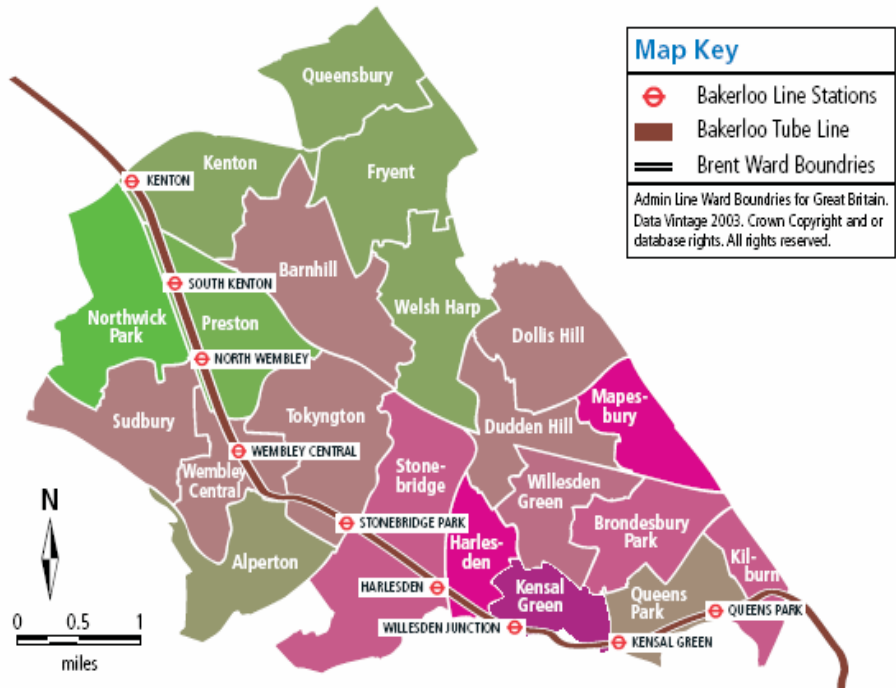 Map Key
Bakerloo Line Stations
Bakerloo Tube Line
Brent Ward Boundries
Admin Line Ward Boundries for Great Britain.
Data Vintage 2003. Crown Copyright and or
database rights. All rights reserved.
Queensbury
Kenton
Fryent
KENTON
Barnhill
SOUTH KENTON
Welsh Harp
Northwick
Park
Preston
Dollis Hill
NORTH WEMBLEY
Mapes-
bury
Sudbury
Tokyngton
Dudden Hill
WEMBLEY CENTRAL
Wembley
Central
Stone-
bridge
Willesden
Green
N
STONEBRIDGE PARK
Brondesbury
Park
Harles-
den
Kil-
burn
Alperton
HARLESDEN
Kensal
Green
Queens
Park
QUEENS PARK
WILLESDEN JUNCTION
KENSAL GREEN
0 0.5 1
miles